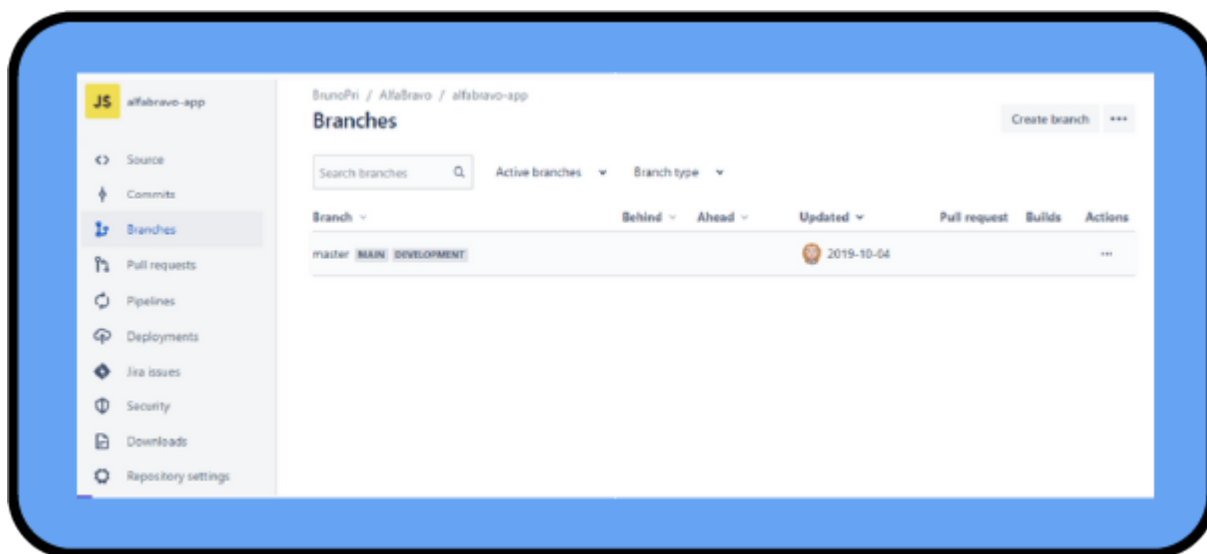 JS alfabravo-app
Source
Commits
Branches
Pull requests
Pipelines
Deployments
Jira issues
Security
Downloads
Repository settings
BrunoPri / AlfaBravo / alfabravo-app
Branches
Create branch
Search branches Active branches Branch type
Branch Behind Ahead Updated Pull request Builds Actions
master MAIN DEVELOPMENT 2019-10-04